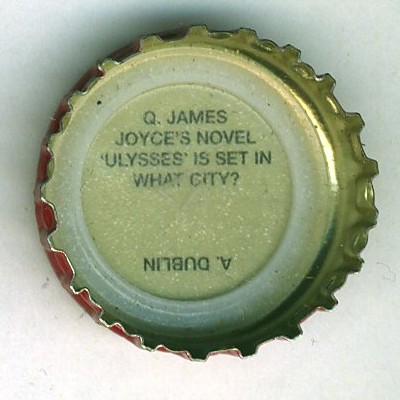 Q. JAMES
JOYCE'S NOVEL
'ULYSSES' IS SET IN
WHAT CITY?
A. DUBLIN